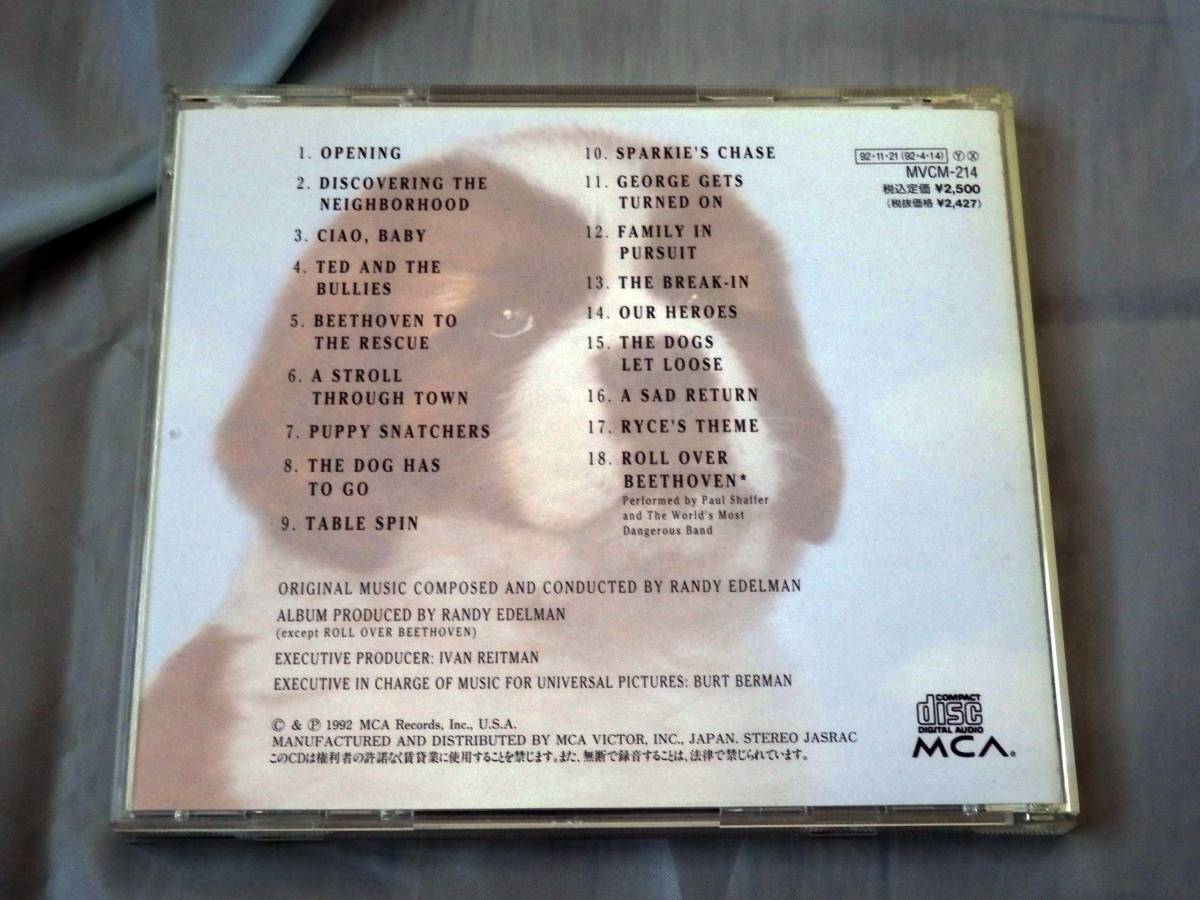 1. OPENING
2. DISCOVERING THE
NEIGHBORHOOD
3. CIAO, BABY
4. TED AND THE
BULLIES
5. BEETHOVEN TO
THE RESCUE
6. A STROLL
THROUGH TOWN
7. PUPPY SNATCHERS
8. THE DOG HAS
TO GO
9. TABLE SPIN
10. SPARKIE'S CHASE
11. GEORGE GETS
TURNED ON
12. FAMILY IN
PURSUIT
13. THE BREAK-IN
14. OUR HEROES
15. THE DOGS
LET LOOSE
16. A SAD RETURN
17. RYCE'S THEME
18. ROLL OVER
BEETHOVEN*
Performed by Paul Shaffer
and The World's Most
Dangerous Band
92・11・21 (92・4・14) Ⓨ Ⓧ
MVCM-214
税込定価 ¥2,500
(税抜価格 ¥2,427)
ORIGINAL MUSIC COMPOSED AND CONDUCTED BY RANDY EDELMAN
ALBUM PRODUCED BY RANDY EDELMAN
(except ROLL OVER BEETHOVEN)
EXECUTIVE PRODUCER: IVAN REITMAN
EXECUTIVE IN CHARGE OF MUSIC FOR UNIVERSAL PICTURES: BURT BERMAN
© & ℗ 1992 MCA Records, Inc., U.S.A.
MANUFACTURED AND DISTRIBUTED BY MCA VICTOR, INC., JAPAN. STEREO JASRAC
このCDは権利者の許諾なく賃貸業に使用することを禁じます。また、無断で録音することは、法律で禁じられています。
COMPACT
disc
DIGITAL AUDIO
MCA®